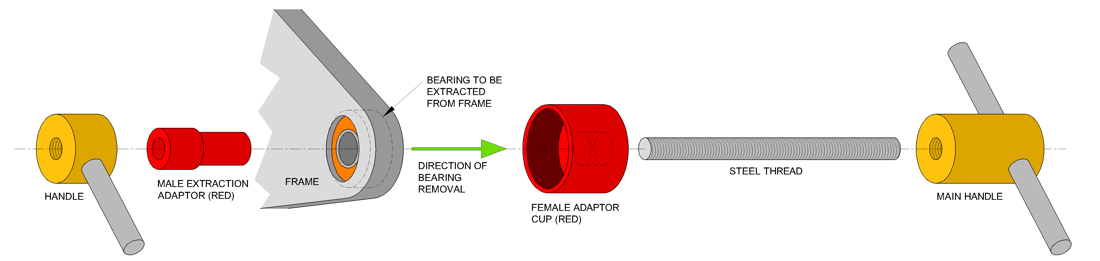 BEARING TO BE
EXTRACTED
FROM FRAME
HANDLE
MALE EXTRACTION
ADAPTOR (RED)
FRAME
DIRECTION OF
BEARING
REMOVAL
FEMALE ADAPTOR
CUP (RED)
STEEL THREAD
MAIN HANDLE